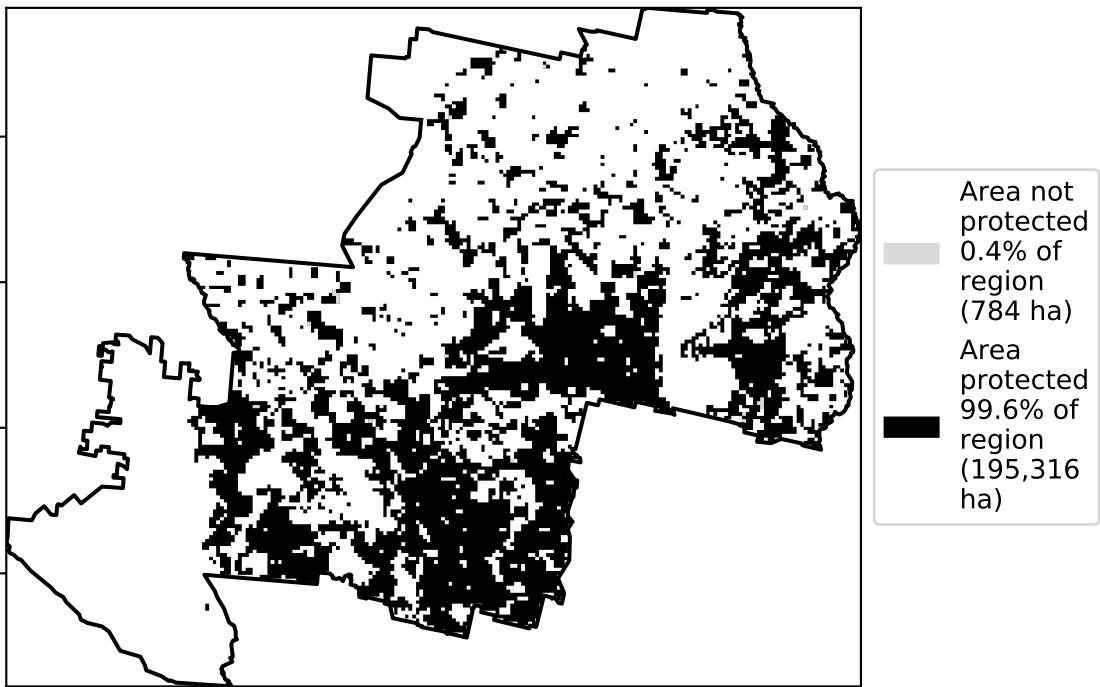 Area not
protected
0.4% of
region
(784 ha)
Area
protected
99.6% of
region
(195,316
ha)